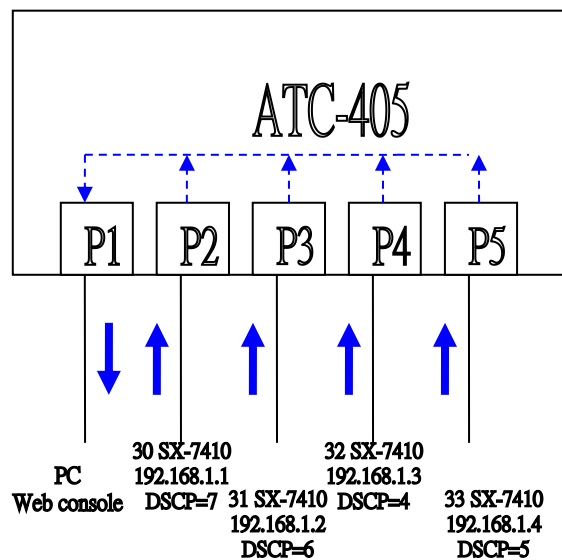 ATC-405
P1
P2
P3
P4
P5
PC
Web console
30 SX-7410
192.168.1.1
DSCP=7
31 SX-7410
192.168.1.2
DSCP=6
32 SX-7410
192.168.1.3
DSCP=4
33 SX-7410
192.168.1.4
DSCP=5